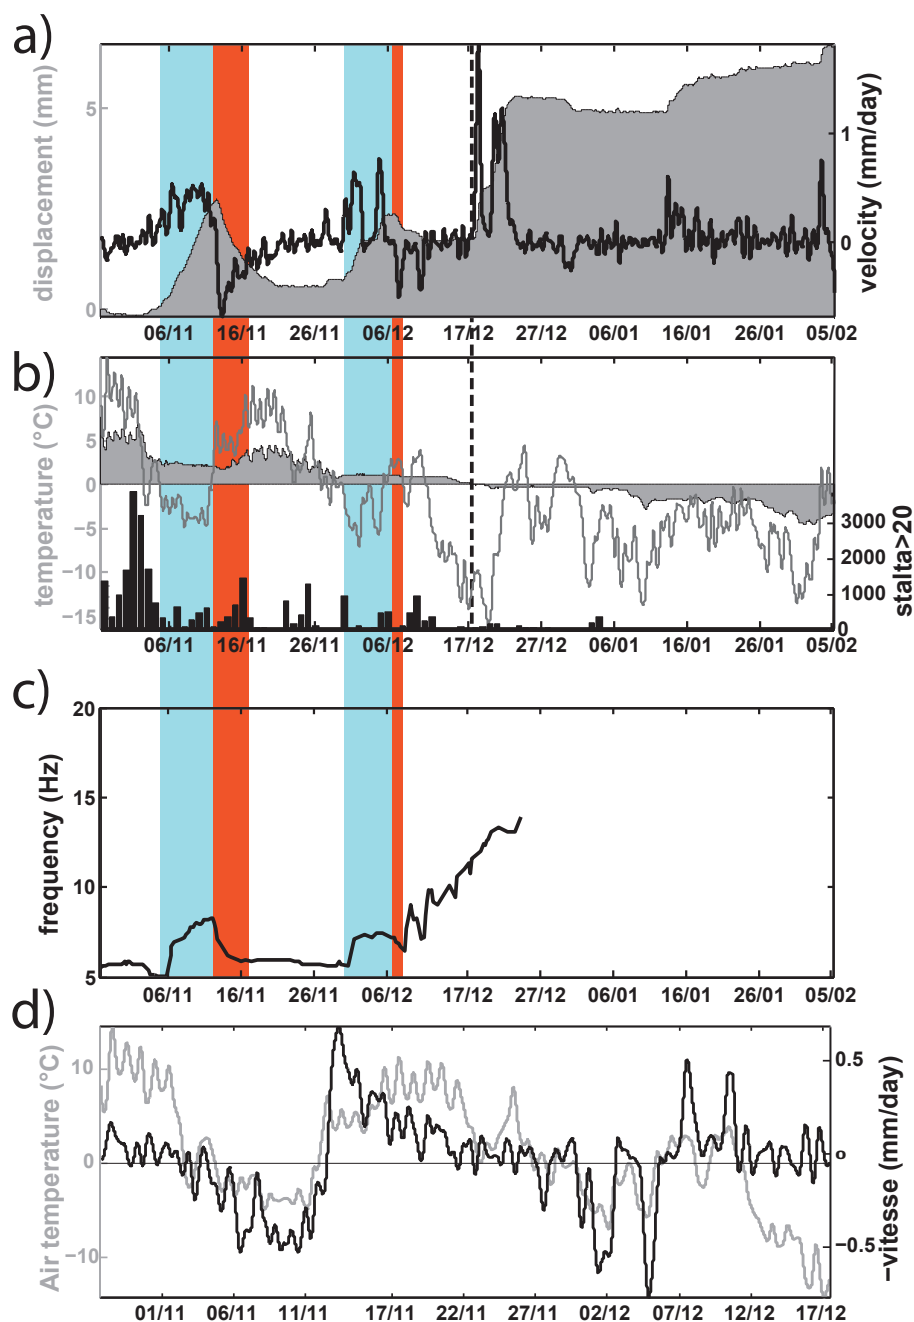 a)
displacement (mm)
5
0
1
0
velocity (mm/day)
06/11 16/11 26/11 06/12 17/12 27/12 06/01 16/01 26/01 05/02
b)
temperature (°C)
10
5
0
−5
−10
−15
3000
2000
1000
0
stalta>20
06/11 16/11 26/11 06/12 17/12 27/12 06/01 16/01 26/01 05/02
c)
frequency (Hz)
20
15
10
5
06/11 16/11 26/11 06/12 17/12 27/12 06/01 16/01 26/01 05/02
d)
Air temperature (°C)
10
0
−10
0.5
0
−0.5
−vitesse (mm/day)
01/11 06/11 11/11 17/11 22/11 27/11 02/12 07/12 12/12 17/12